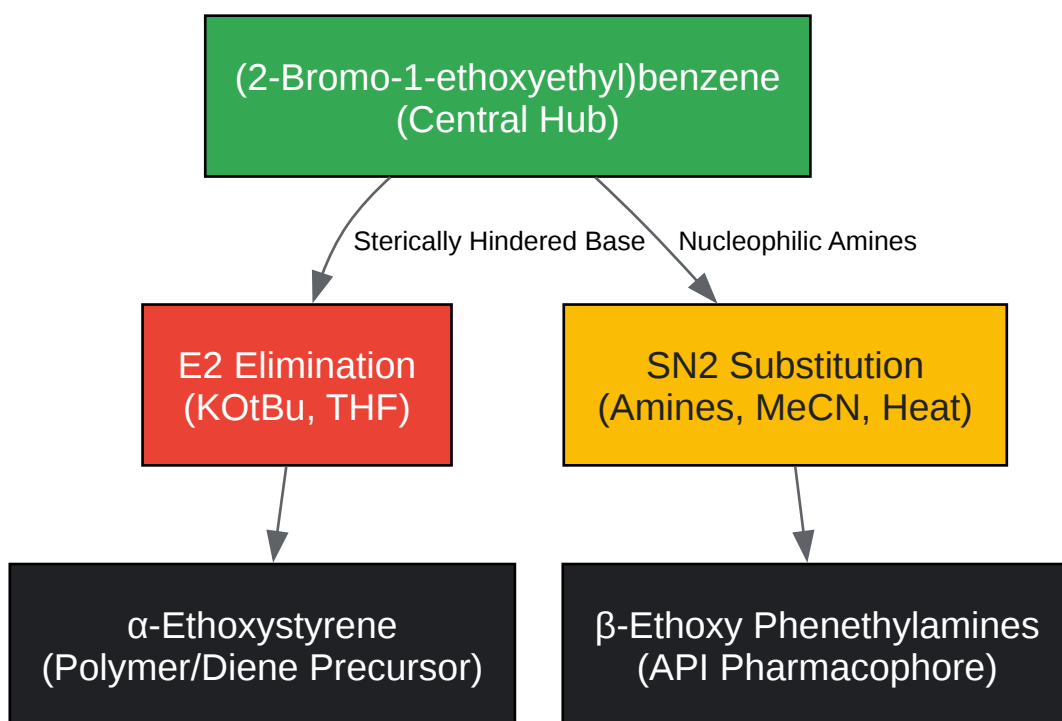 (2-Bromo-1-ethoxyethyl)benzene
(Central Hub)
Sterically Hindered Base
Nucleophilic Amines
E2 Elimination
(KOtBu, THF)
SN2 Substitution
(Amines, MeCN, Heat)
α-Ethoxystyrene
(Polymer/Diene Precursor)
β-Ethoxy Phenethylamines
(API Pharmacophore)